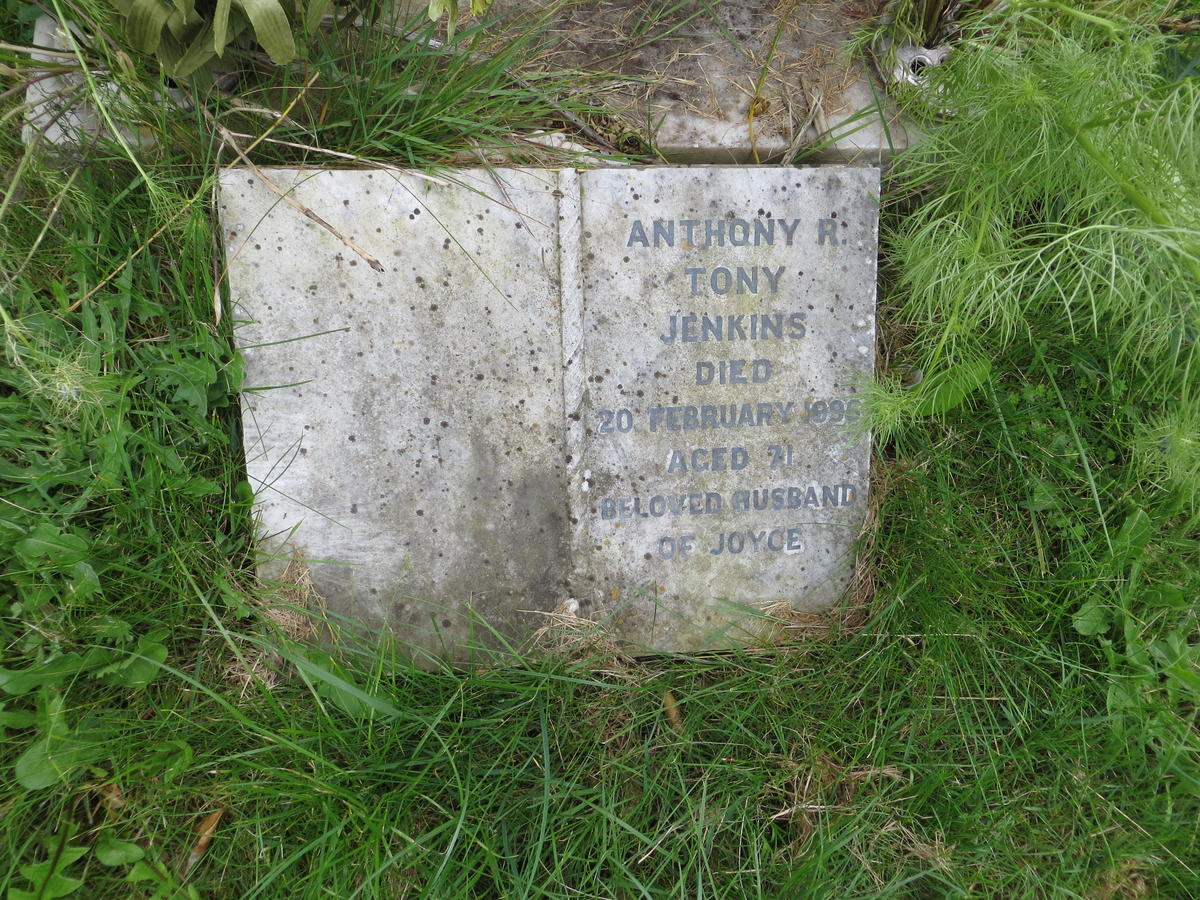 ANTHONY R.
TONY
JENKINS
DIED
20 FEBRUARY
AGED 71
BELOVED HUSBAND
OF JOYCE